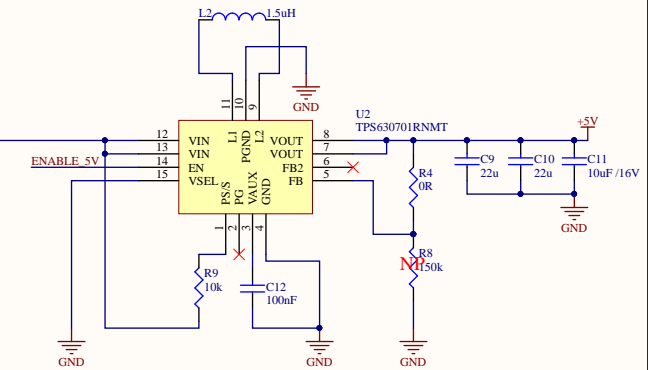 L2 1.5uH
11
10
9
GND
L1
PGND
L2
U2
TPS630701RNMT
+5V
12 VIN VOUT 8
13 VIN VOUT 7
ENABLE_5V 14 EN FB2 6
15 VSEL FB 5
PS/S
PG
VAUX
GND
1
2
3
4
R4
0R
C9
22u
C10
22u
C11
10uF/16V
GND
R9
10k
C12
100nF
R8
NP
150k
GND
GND
GND